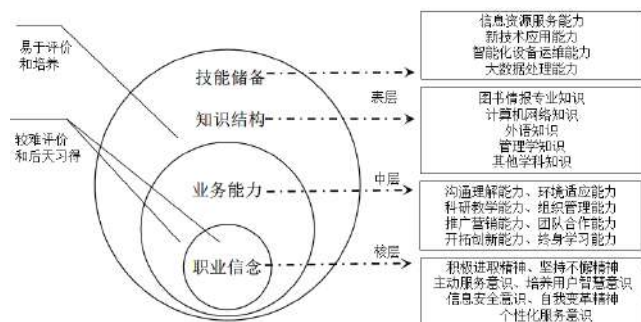 易于评价
和培养
较难评价
和后天习得
技能储备
知识结构
业务能力
职业信念
表层
中层
核层
信息资源服务能力
新技术应用能力
智能化设备运维能力
大数据处理能力
图书情报专业知识
计算机网络知识
外语知识
管理学知识
其他学科知识
沟通理解能力、环境适应能力
科研教学能力、组织管理能力
推广营销能力、团队合作能力
开拓创新能力、终身学习能力
积极进取精神、坚持不懈精神
主动服务意识、培养用户智慧意识
信息安全意识、自我变革精神
个性化服务意识